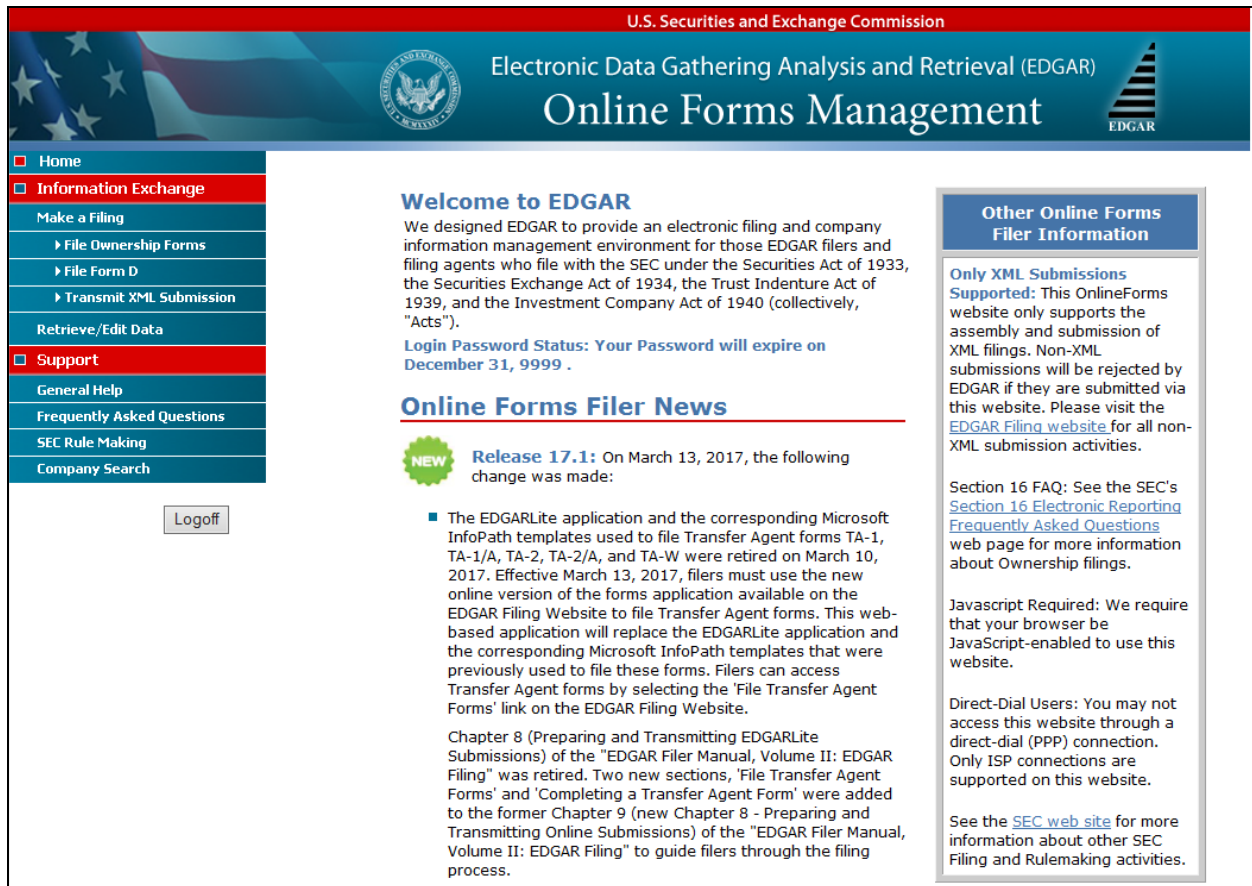 U.S. Securities and Exchange Commission
Electronic Data Gathering Analysis and Retrieval (EDGAR)
Online Forms Management
EDGAR
Home
Information Exchange
Make a Filing
File Ownership Forms
File Form D
Transmit XML Submission
Retrieve/Edit Data
Support
General Help
Frequently Asked Questions
SEC Rule Making
Company Search
Logoff
Welcome to EDGAR
We designed EDGAR to provide an electronic filing and company
information management environment for those EDGAR filers and
filing agents who file with the SEC under the Securities Act of 1933,
the Securities Exchange Act of 1934, the Trust Indenture Act of
1939, and the Investment Company Act of 1940 (collectively,
"Acts").
Login Password Status: Your Password will expire on
December 31, 9999 .
Online Forms Filer News
NEW
Release 17.1: On March 13, 2017, the following
change was made:
The EDGARLite application and the corresponding Microsoft
InfoPath templates used to file Transfer Agent forms TA-1,
TA-1/A, TA-2, TA-2/A, and TA-W were retired on March 10,
2017. Effective March 13, 2017, filers must use the new
online version of the forms application available on the
EDGAR Filing Website to file Transfer Agent forms. This web-
based application will replace the EDGARLite application and
the corresponding Microsoft InfoPath templates that were
previously used to file these forms. Filers can access
Transfer Agent forms by selecting the 'File Transfer Agent
Forms' link on the EDGAR Filing Website.
Chapter 8 (Preparing and Transmitting EDGARLite
Submissions) of the "EDGAR Filer Manual, Volume II: EDGAR
Filing" was retired. Two new sections, 'File Transfer Agent
Forms' and 'Completing a Transfer Agent Form' were added
to the former Chapter 9 (new Chapter 8 - Preparing and
Transmitting Online Submissions) of the "EDGAR Filer Manual,
Volume II: EDGAR Filing" to guide filers through the filing
process.
Other Online Forms
Filer Information
Only XML Submissions
Supported: This OnlineForms
website only supports the
assembly and submission of
XML filings. Non-XML
submissions will be rejected by
EDGAR if they are submitted via
this website. Please visit the
EDGAR Filing website for all non-
XML submission activities.
Section 16 FAQ: See the SEC's
Section 16 Electronic Reporting
Frequently Asked Questions
web page for more information
about Ownership filings.
Javascript Required: We require
that your browser be
JavaScript-enabled to use this
website.
Direct-Dial Users: You may not
access this website through a
direct-dial (PPP) connection.
Only ISP connections are
supported on this website.
See the SEC web site for more
information about other SEC
Filing and Rulemaking activities.